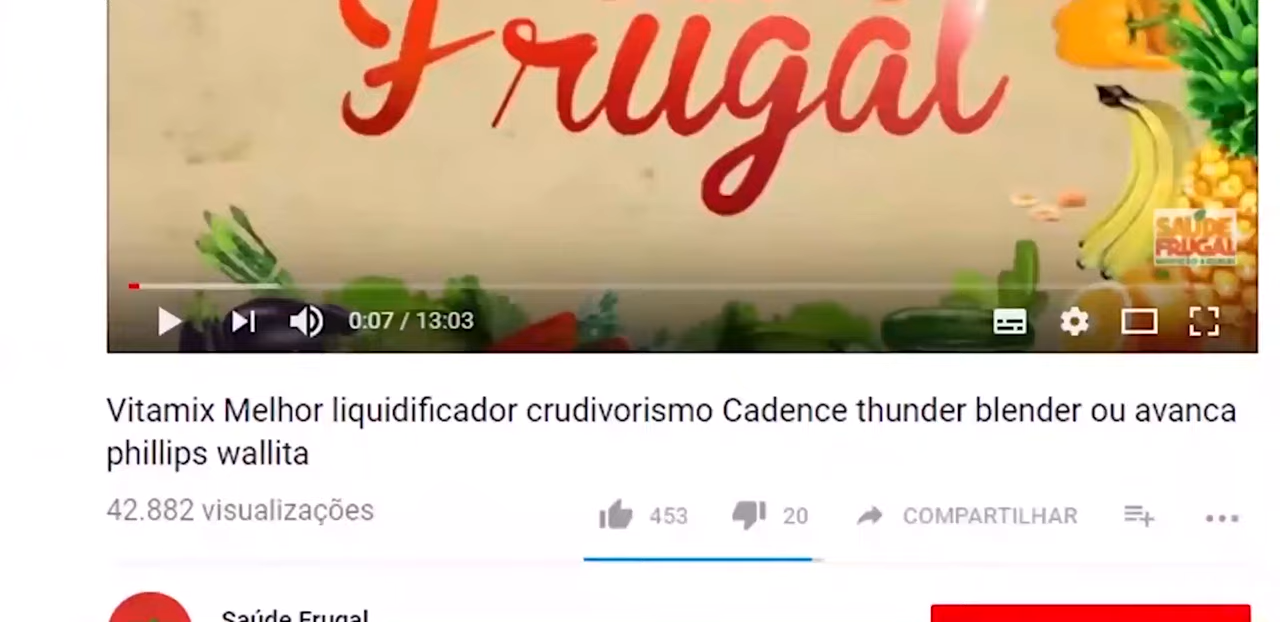 Frugal
SAÚDE
FRUGAL
0:07 / 13:03
Vitamix Melhor liquidificador crudivorismo Cadence thunder blender ou avanca
phillips wallita
42.882 visualizações
453
20
COMPARTILHAR
Saúde Frugal